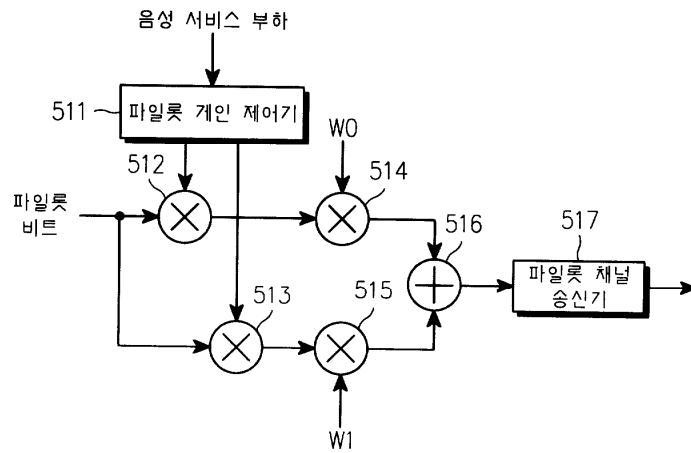 음성 서비스 부하
511
파일롯 게인 제어기
W0
512
514
파일롯
비트
516
517
파일롯 채널
송신기
513
515
W1